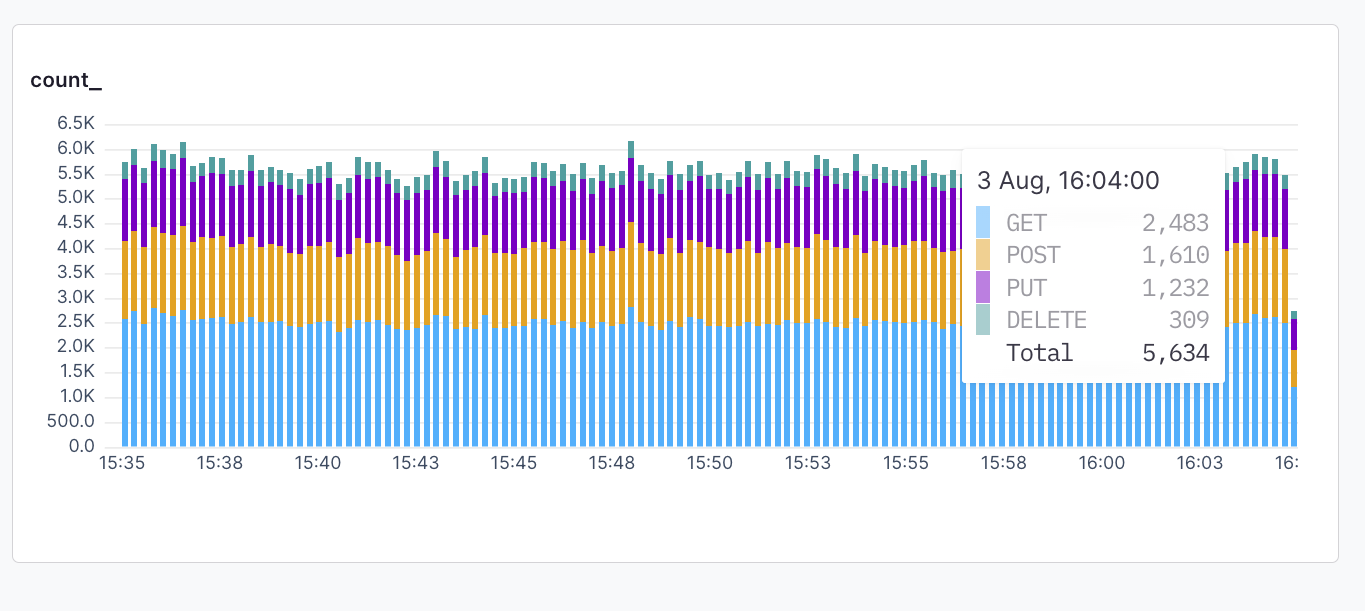 count_
6.5K
6.0K
5.5K
5.0K
4.5K
4.0K
3.5K
3.0K
2.5K
2.0K
1.5K
1.0K
500.0
0.0
15:35 15:38 15:40 15:43 15:45 15:48 15:50 15:53 15:55 15:58 16:00 16:03 16:
3 Aug, 16:04:00
GET 2,483
POST 1,610
PUT 1,232
DELETE 309
Total 5,634